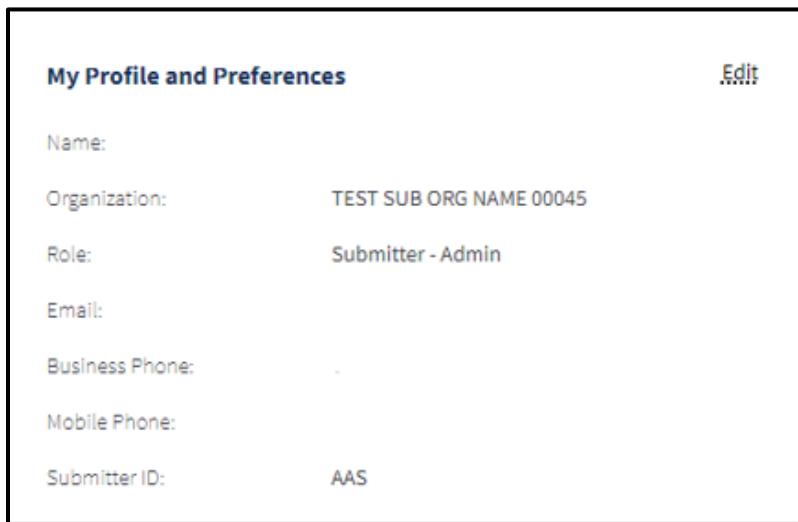 My Profile and Preferences Edit
Name:
Organization: TEST SUB ORG NAME 00045
Role: Submitter - Admin
Email:
Business Phone:
Mobile Phone:
Submitter ID: AAS